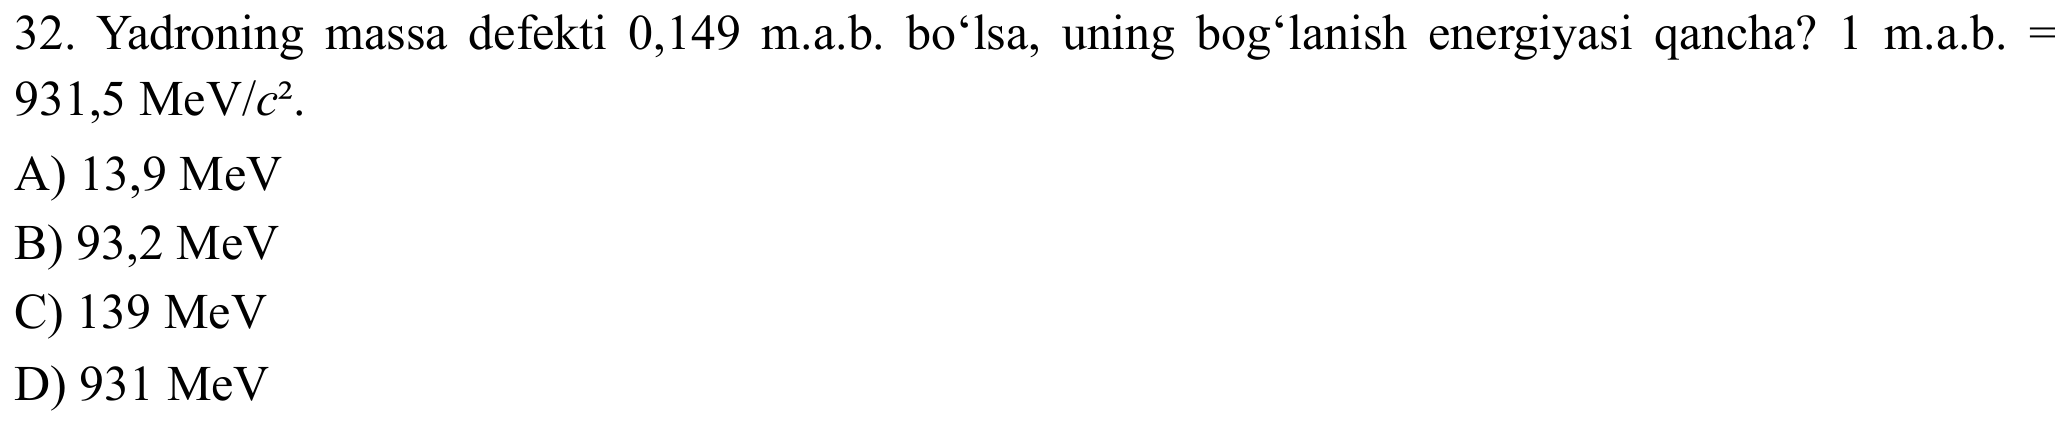 32. Yadroning massa defekti 0,149 m.a.b. bo‘lsa, uning bog‘lanish energiyasi qancha? 1 m.a.b. =
931,5 MeV/c².
A) 13,9 MeV
B) 93,2 MeV
C) 139 MeV
D) 931 MeV